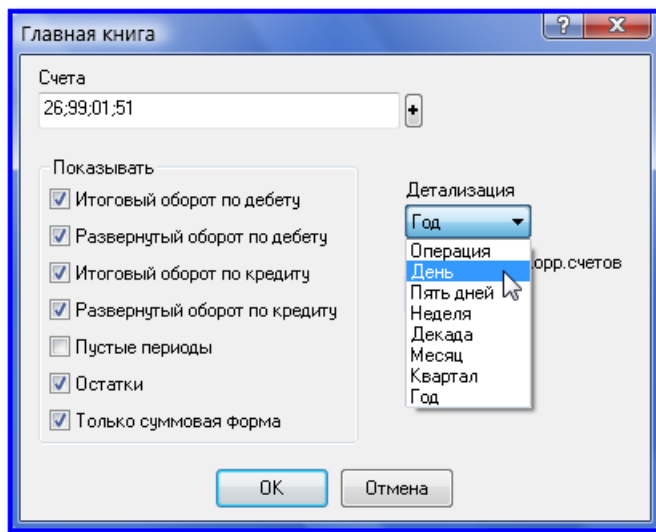 Главная книга
Счета
26;99;01;51
Показывать
Итоговый оборот по дебету
Развернутый оборот по дебету
Итоговый оборот по кредиту
Развернутый оборот по кредиту
Пустые периоды
Остатки
Только суммовая форма
Детализация
Год
Операция
День
Пять дней
Неделя
Декада
Месяц
Квартал
Год
орр.счетов
OK
Отмена